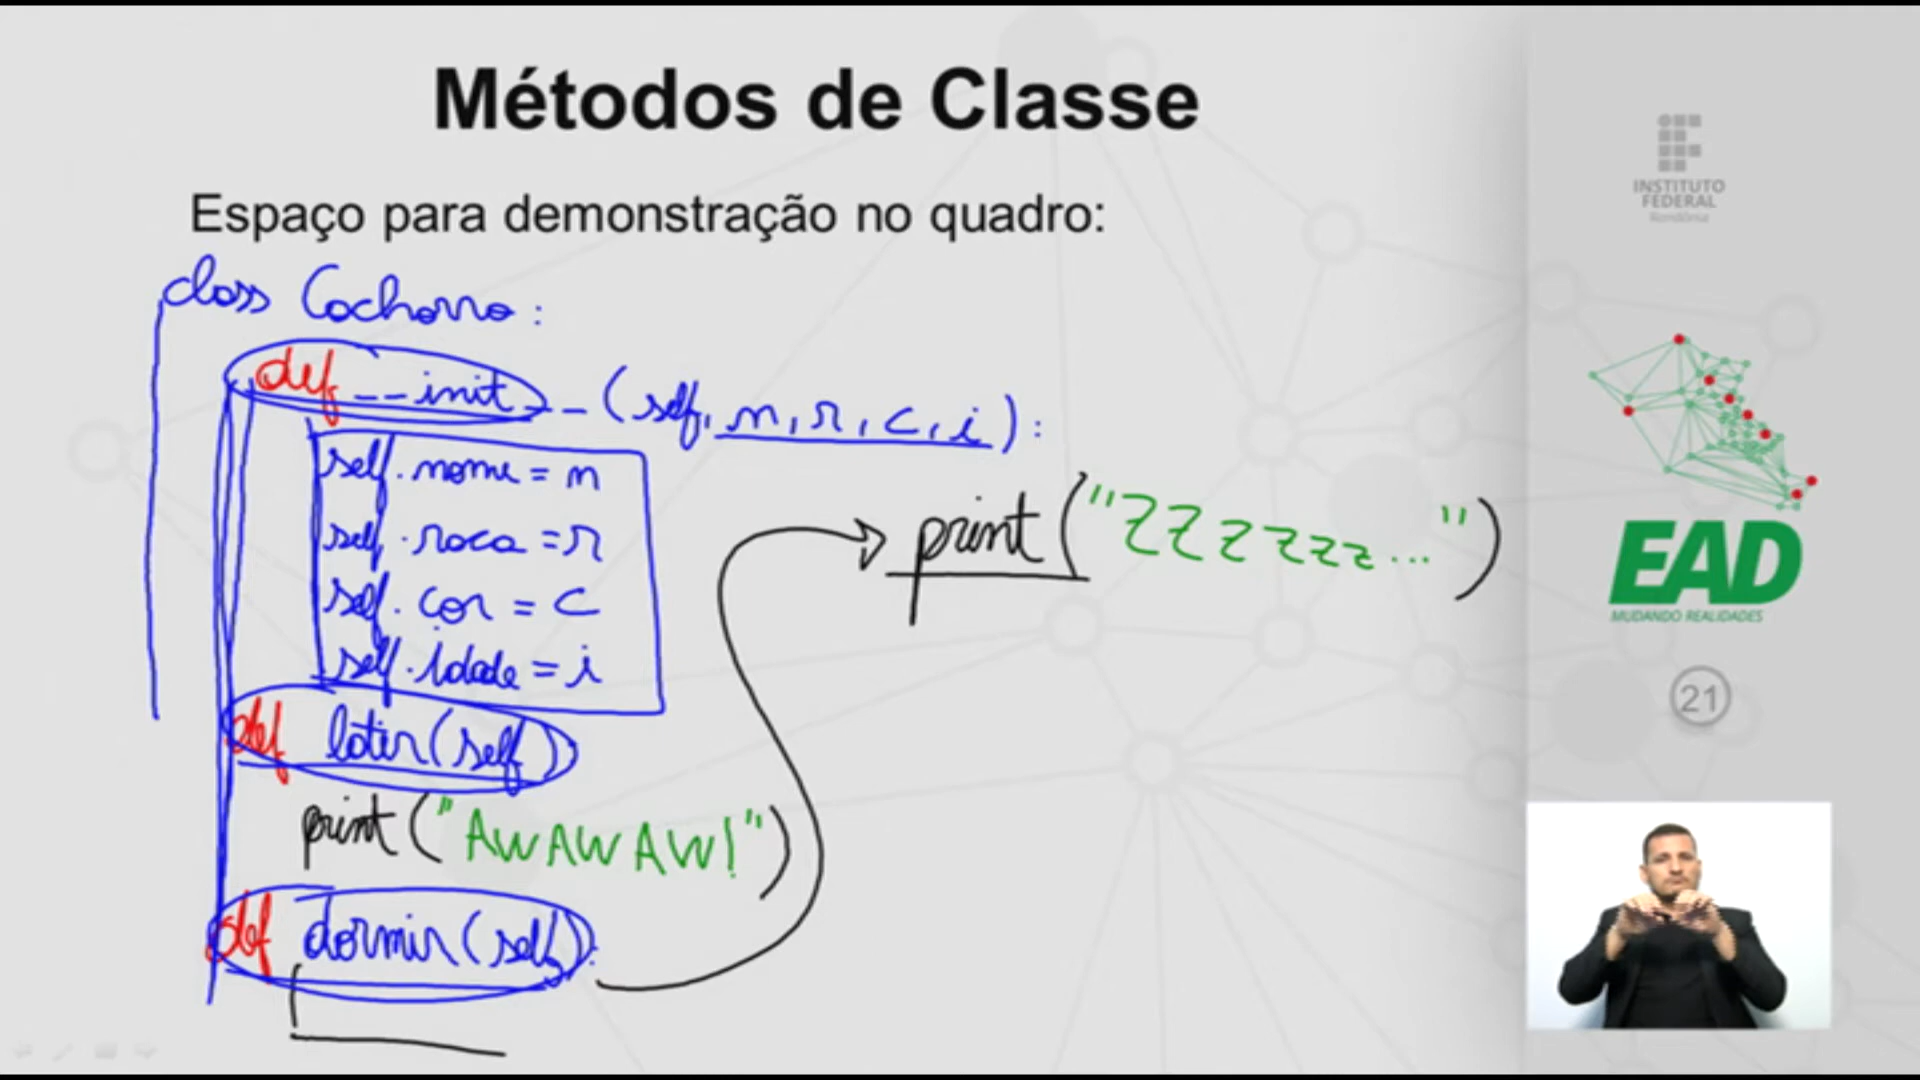 Métodos de Classe
Espaço para demonstração no quadro:
class Cachorro:
def __init__(self, n, r, c, i):
self.nome = n
self.raca = r
self.cor = c
self.idade = i
def latir(self)
print("AWAWAW!")
def dormir(self):
print("ZZZZZZ...")
INSTITUTO
FEDERAL
Rondônia
EAD
MUDANDO REALIDADES
21